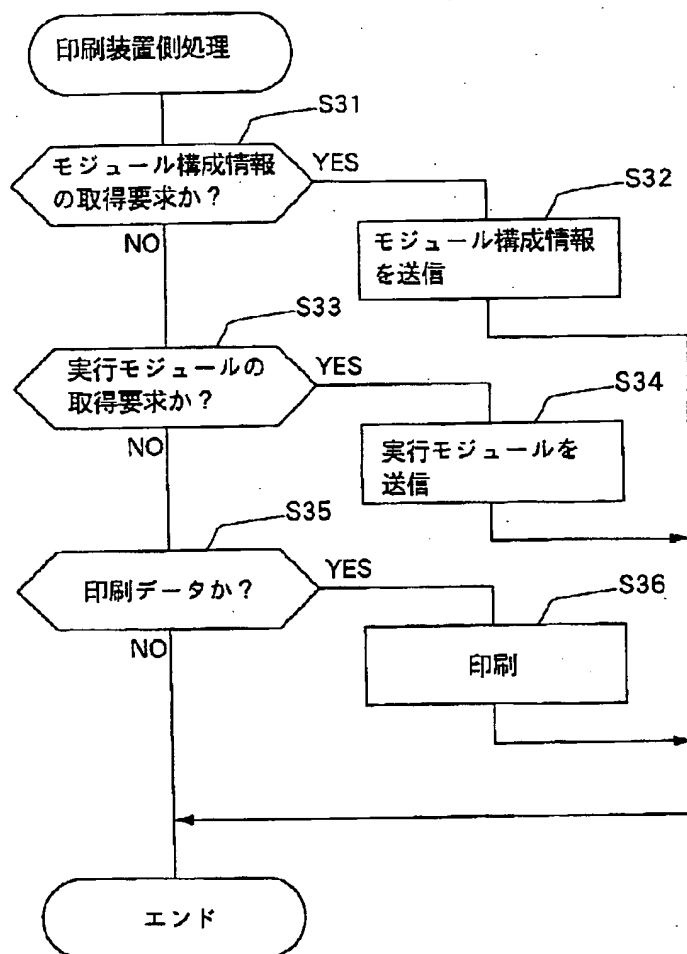 印刷装置側処理
S31
モジュール構成情報
の取得要求か?
YES
S32
モジュール構成情報
を送信
NO
S33
実行モジュールの
取得要求か?
YES
S34
実行モジュールを
送信
NO
S35
印刷データか?
YES
S36
印刷
NO
エンド